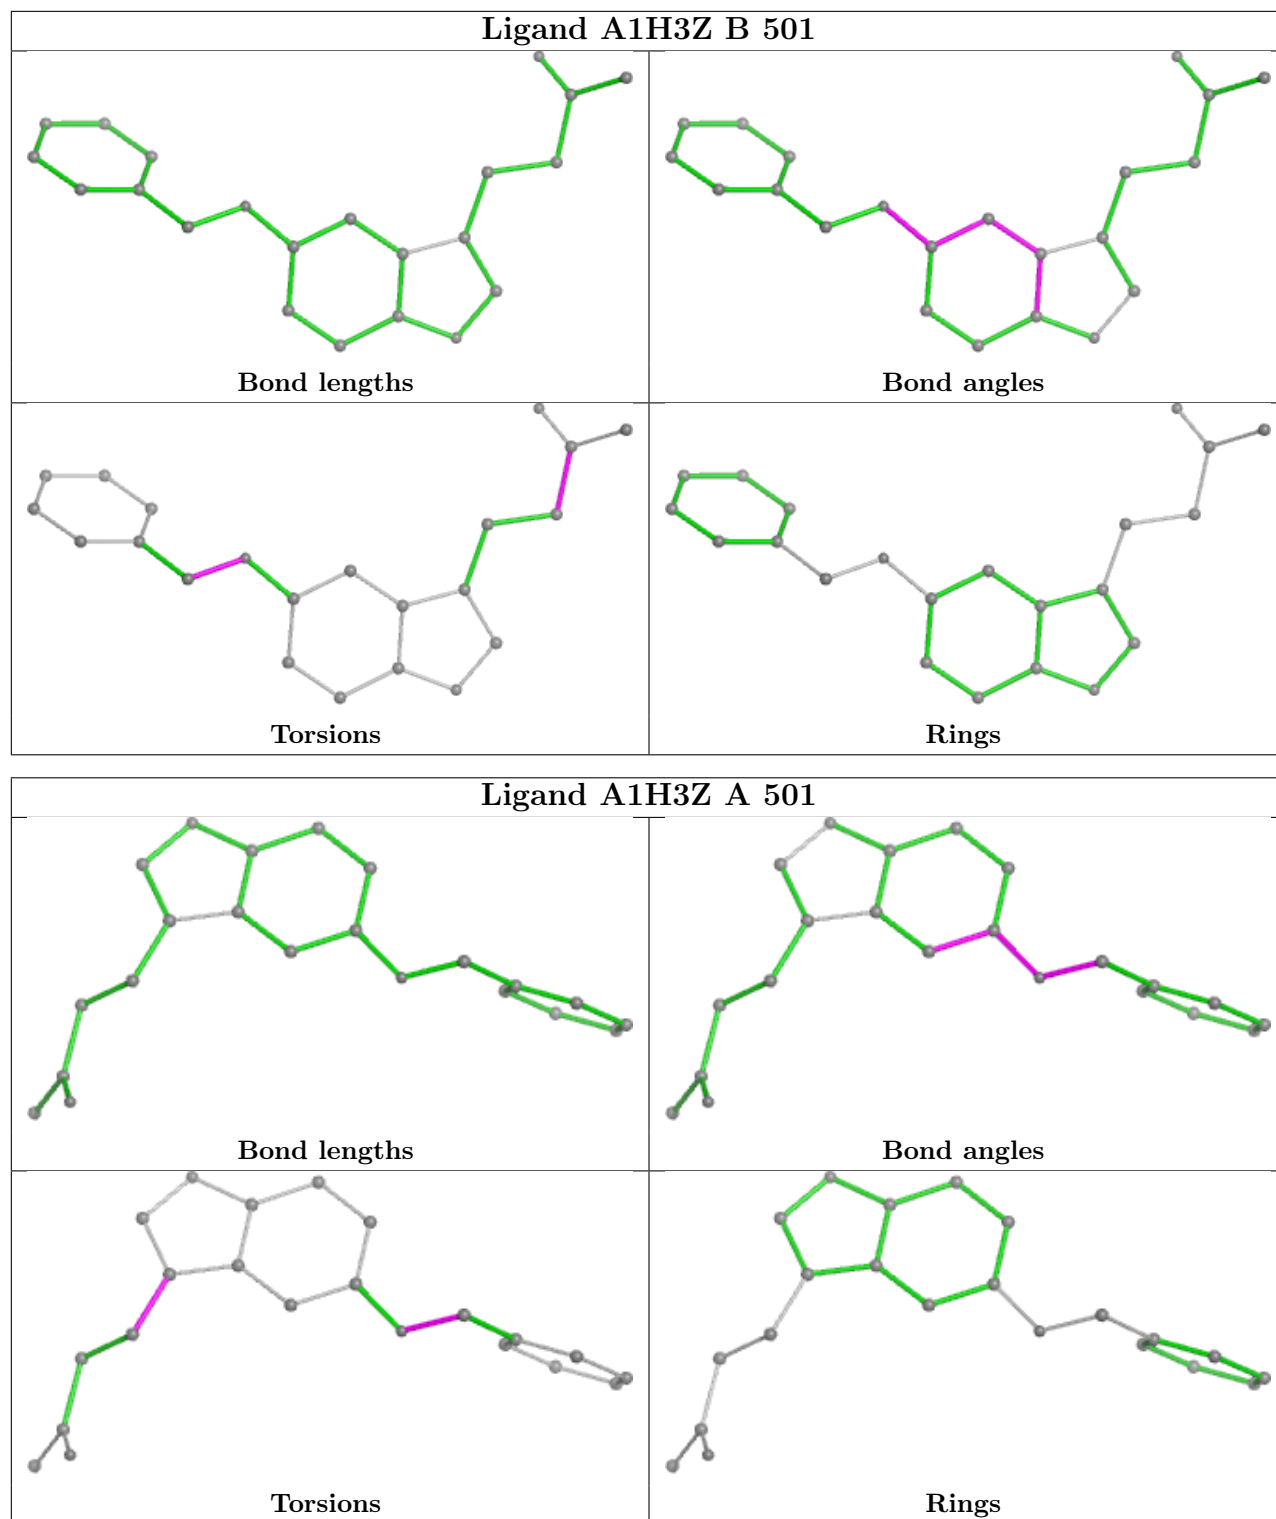 Ligand A1H3Z B 501
Bond lengths
Bond angles
Torsions
Rings
Ligand A1H3Z A 501
Bond lengths
Bond angles
Torsions
Rings